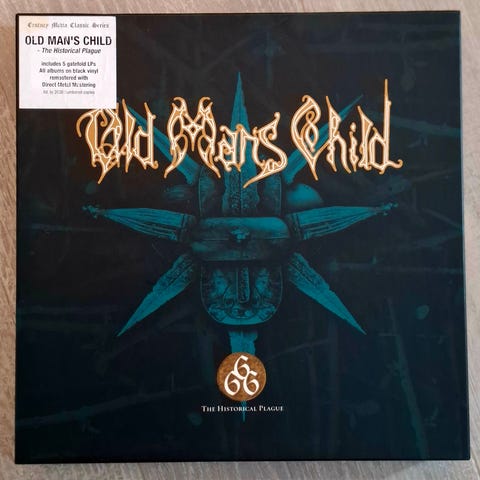 Century Media Classic Series
OLD MAN'S CHILD
- The Historical Plague
includes 5 gatefold LPs
All albums on black vinyl
remastered with
Direct Metal Mastering
Old Mans Child
666
THE HISTORICAL PLAGUE